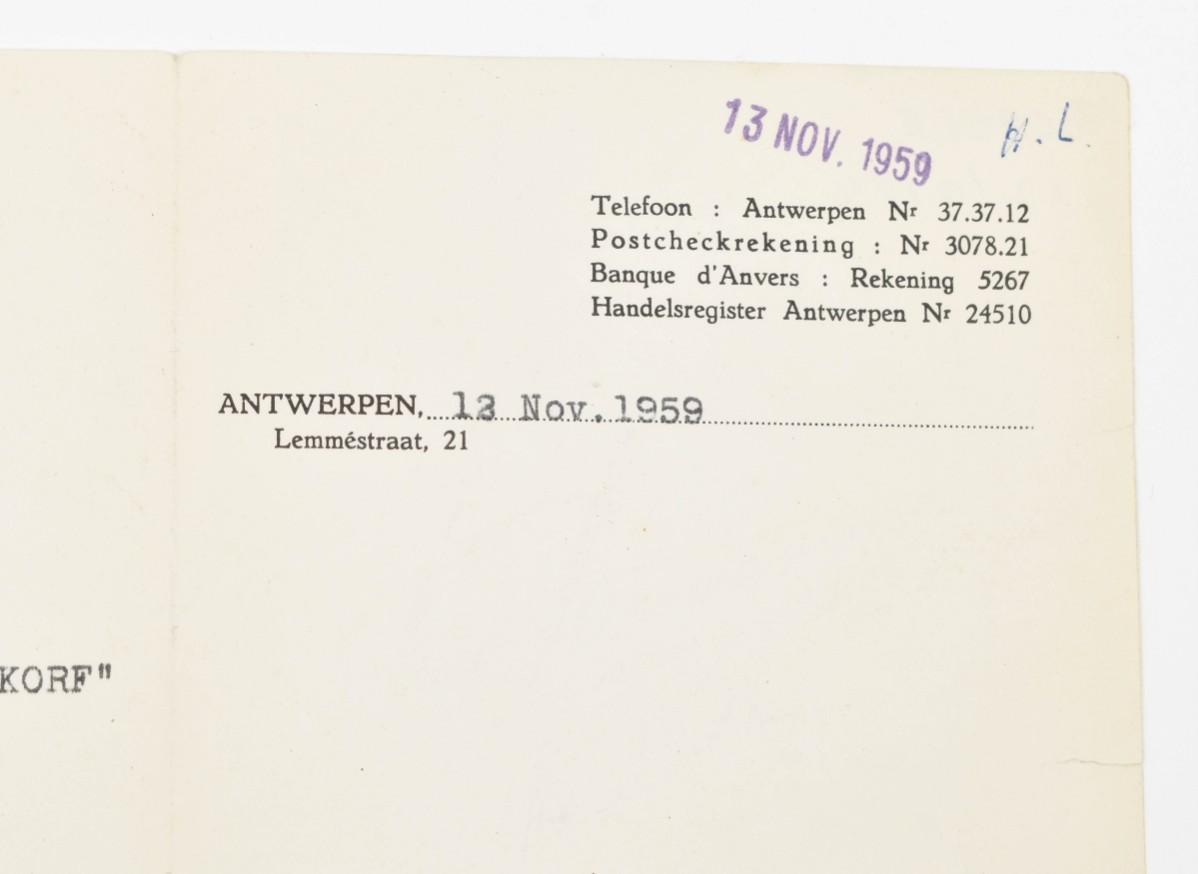 13 NOV. 1959
H. L.
Telefoon : Antwerpen Nr 37.37.12
Postcheckrekening : Nr 3078.21
Banque d'Anvers : Rekening 5267
Handelsregister Antwerpen Nr 24510
ANTWERPEN, 12 Nov. 1959
Lemméstraat, 21
KORF"